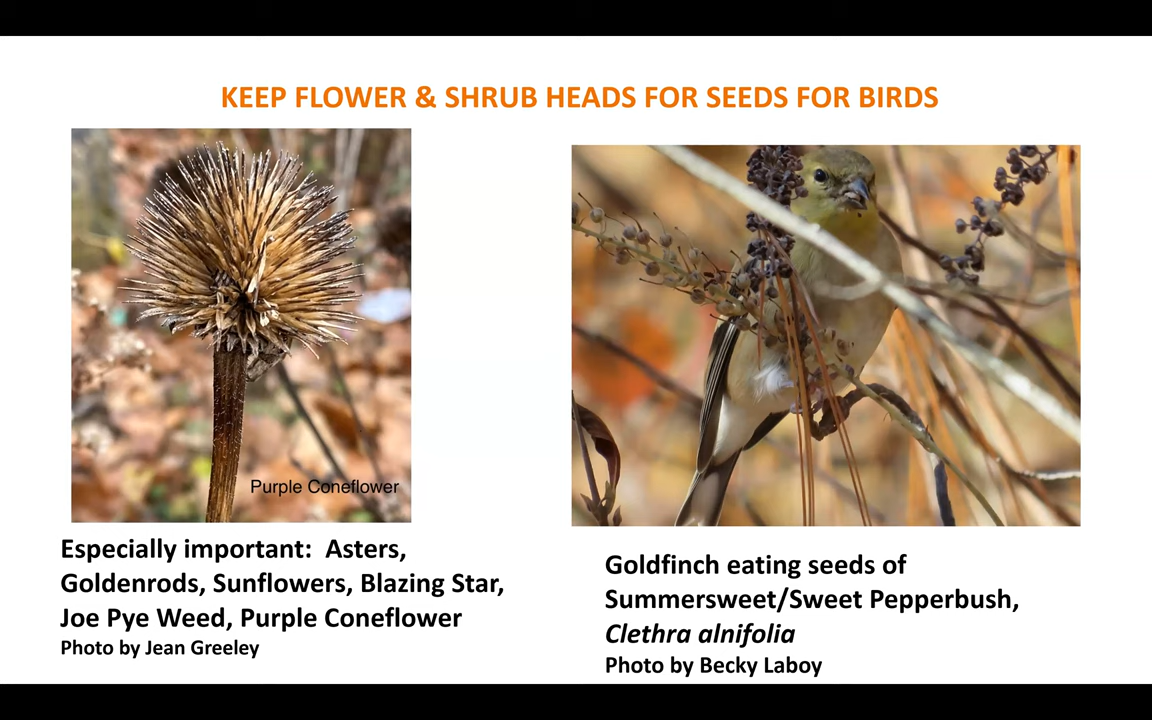 KEEP FLOWER & SHRUB HEADS FOR SEEDS FOR BIRDS
Purple Coneflower
Especially important:  Asters,
Goldenrods, Sunflowers, Blazing Star,
Joe Pye Weed, Purple Coneflower
Photo by Jean Greeley
Goldfinch eating seeds of
Summersweet/Sweet Pepperbush,
Clethra alnifolia
Photo by Becky Laboy